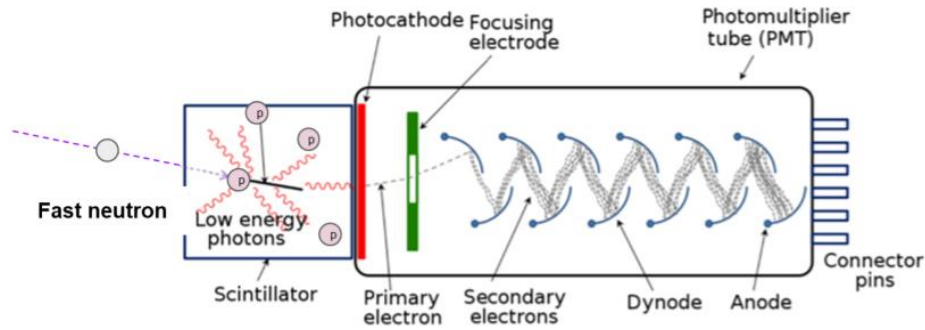 Photocathode
Focusing
electrode
Photomultiplier
tube (PMT)
p
p
p
p
Fast neutron
Low energy
photons
Scintillator
Primary
electron
Secondary
electrons
Dynode
Anode
Connector
pins